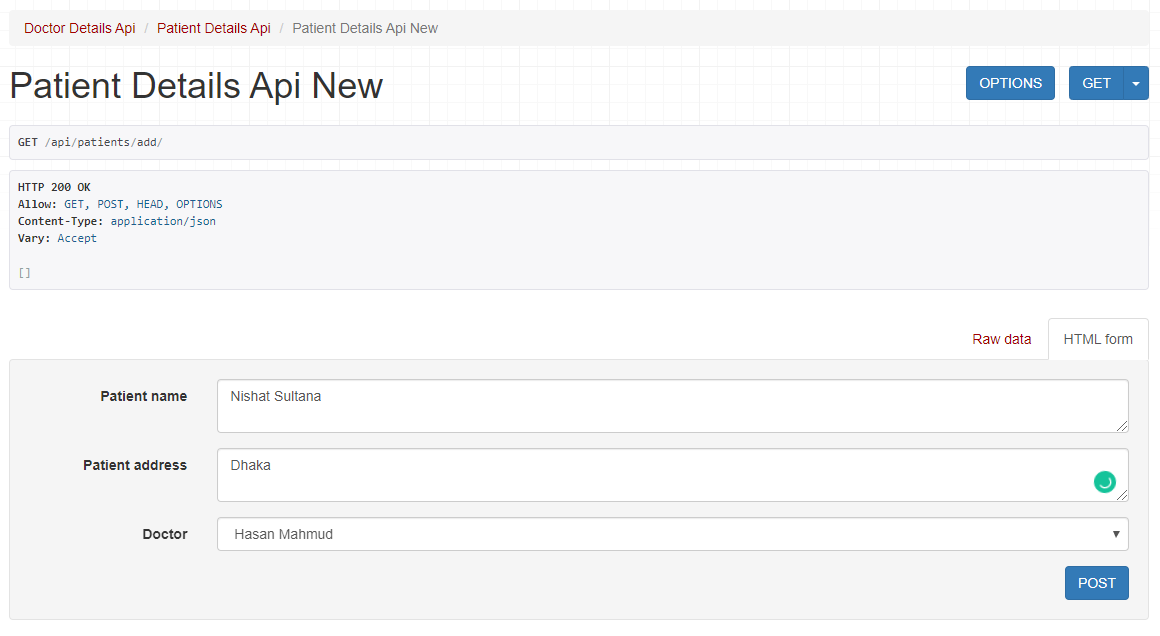 Doctor Details Api / Patient Details Api / Patient Details Api New
Patient Details Api New
OPTIONS
GET
GET /api/patients/add/
HTTP 200 OK
Allow: GET, POST, HEAD, OPTIONS
Content-Type: application/json
Vary: Accept
[]
Raw data
HTML form
Patient name
Nishat Sultana
Patient address
Dhaka
Doctor
Hasan Mahmud
POST